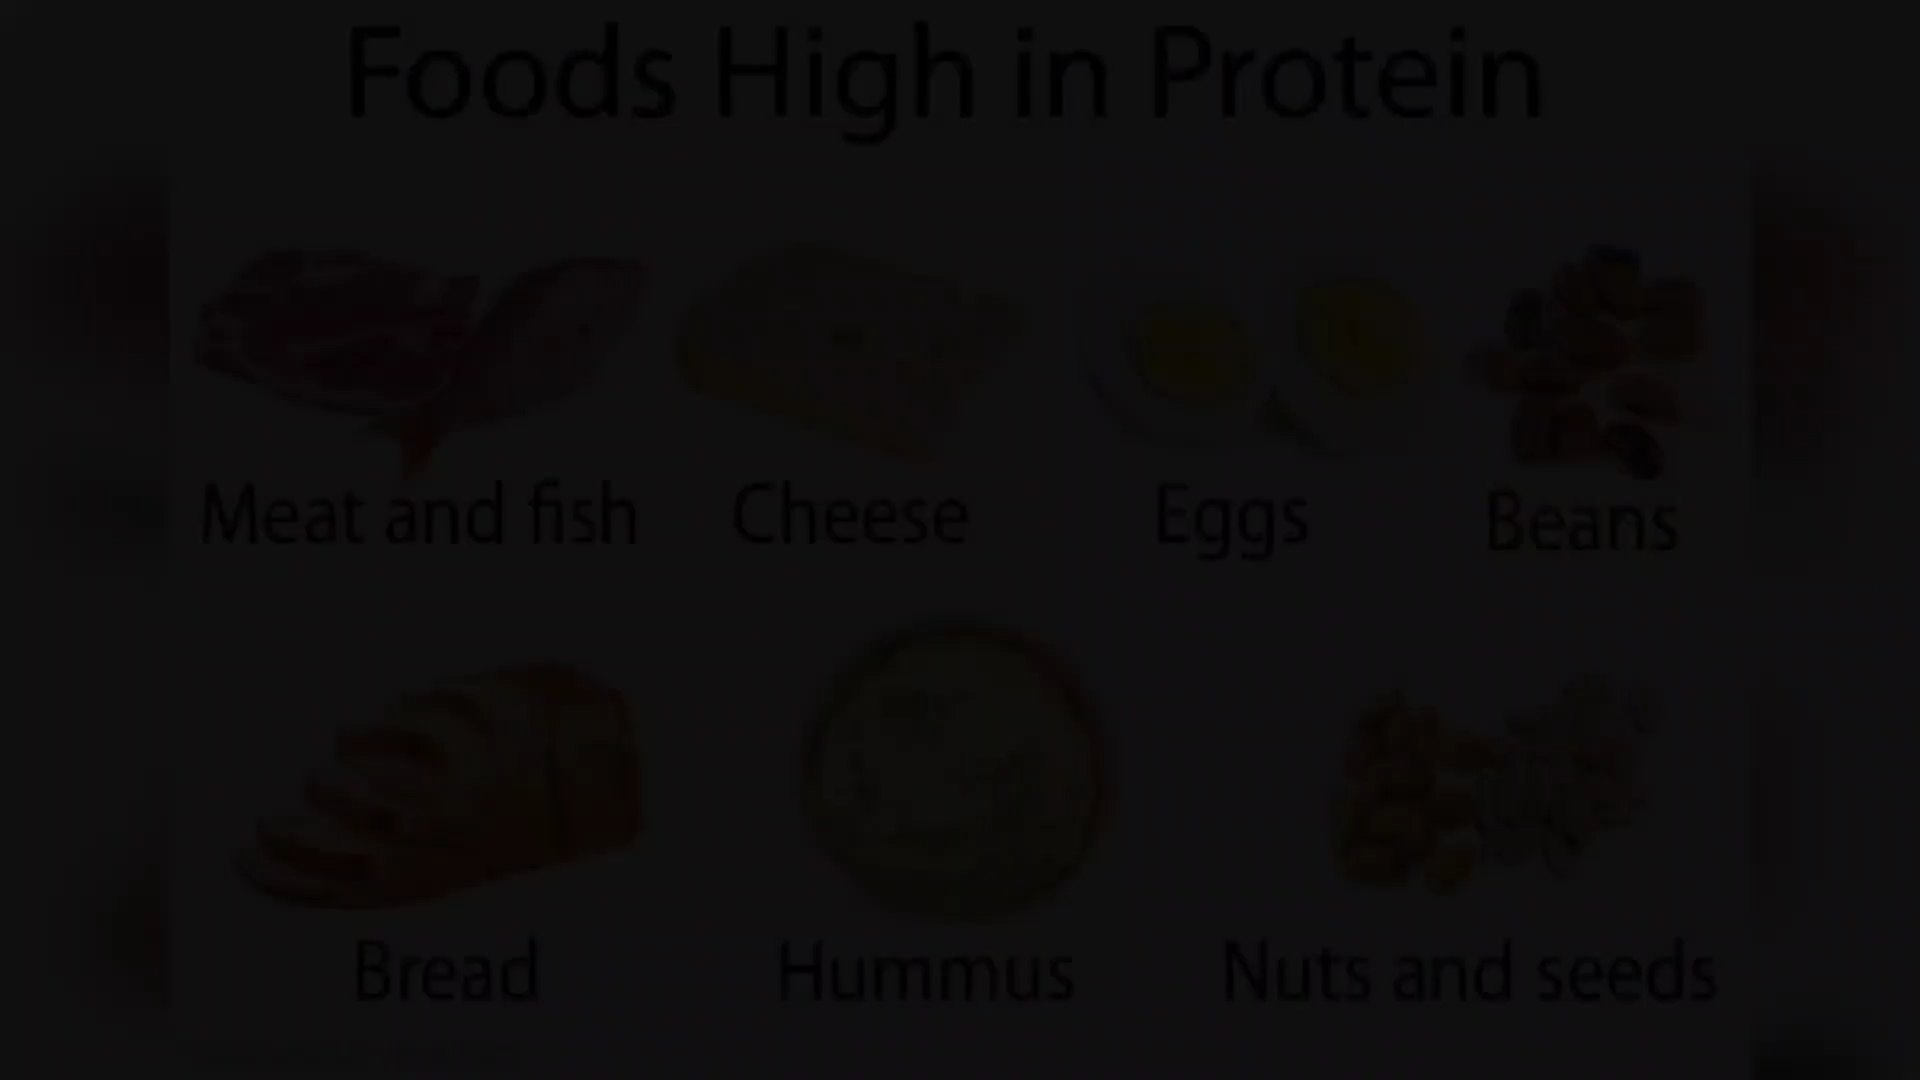 Foods High in Protein
Meat and fish
Cheese
Eggs
Beans
Bread
Hummus
Nuts and seeds